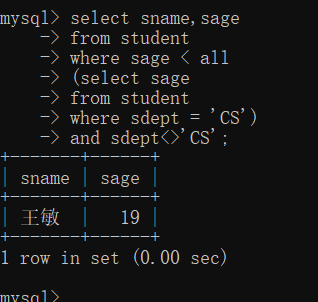 mysql> select sname,sage
    -> from student
    -> where sage < all
    -> (select sage
    -> from student
    -> where sdept = 'CS')
    -> and sdept<>'CS';
+-------+------+
| sname | sage |
+-------+------+
| 王敏  |   19 |
+-------+------+
1 row in set (0.00 sec)
mysql>